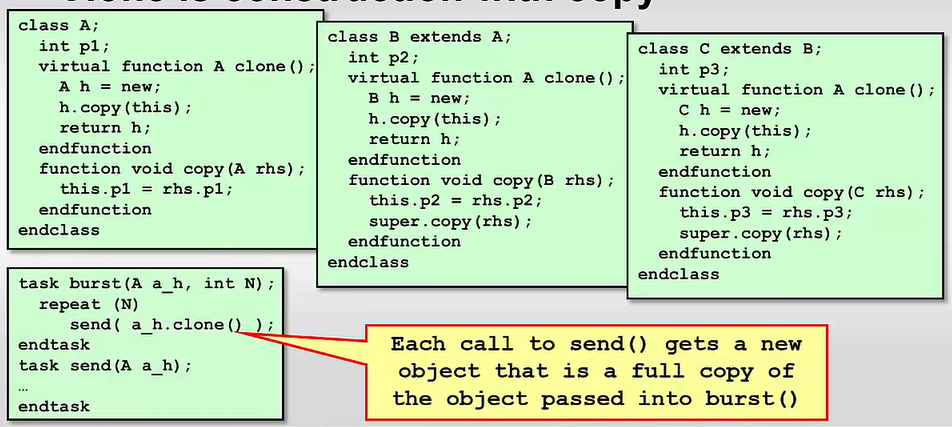 clone is construction with copy
class A;
int p1;
virtual function A clone();
A h = new;
h.copy(this);
return h;
endfunction
function void copy(A rhs);
this.p1 = rhs.p1;
endfunction
endclass
class B extends A;
int p2;
virtual function A clone();
B h = new;
h.copy(this);
return h;
endfunction
function void copy(B rhs);
this.p2 = rhs.p2;
super.copy(rhs);
endfunction
endclass
class C extends B;
int p3;
virtual function A clone();
C h = new;
h.copy(this);
return h;
endfunction
function void copy(C rhs);
this.p3 = rhs.p3;
super.copy(rhs);
endfunction
endclass
task burst(A a_h, int N);
repeat (N)
send( a_h.clone() );
endtask
task send(A a_h);
…
endtask
Each call to send() gets a new
object that is a full copy of
the object passed into burst()